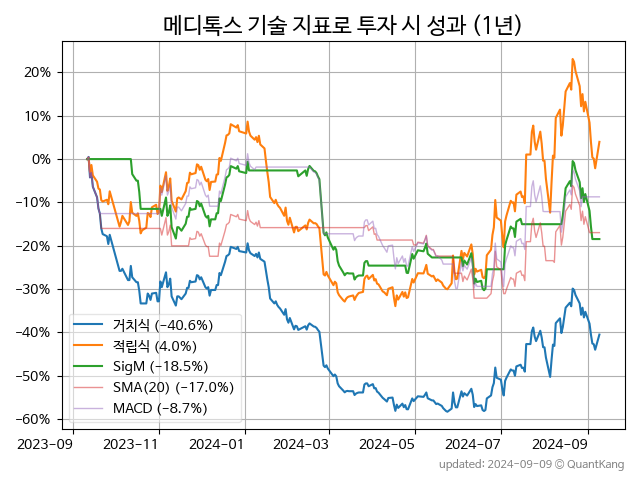 메디톡스 기술 지표로 투자 시 성과 (1년)
20%
10%
0%
−10%
−20%
−30%
−40%
−50%
−60%
거치식 (−40.6%)
적립식 (4.0%)
SigM (−18.5%)
SMA(20) (−17.0%)
MACD (−8.7%)
2023-09 2023-11 2024-01 2024-03 2024-05 2024-07 2024-09
updated: 2024-09-09 © QuantKang